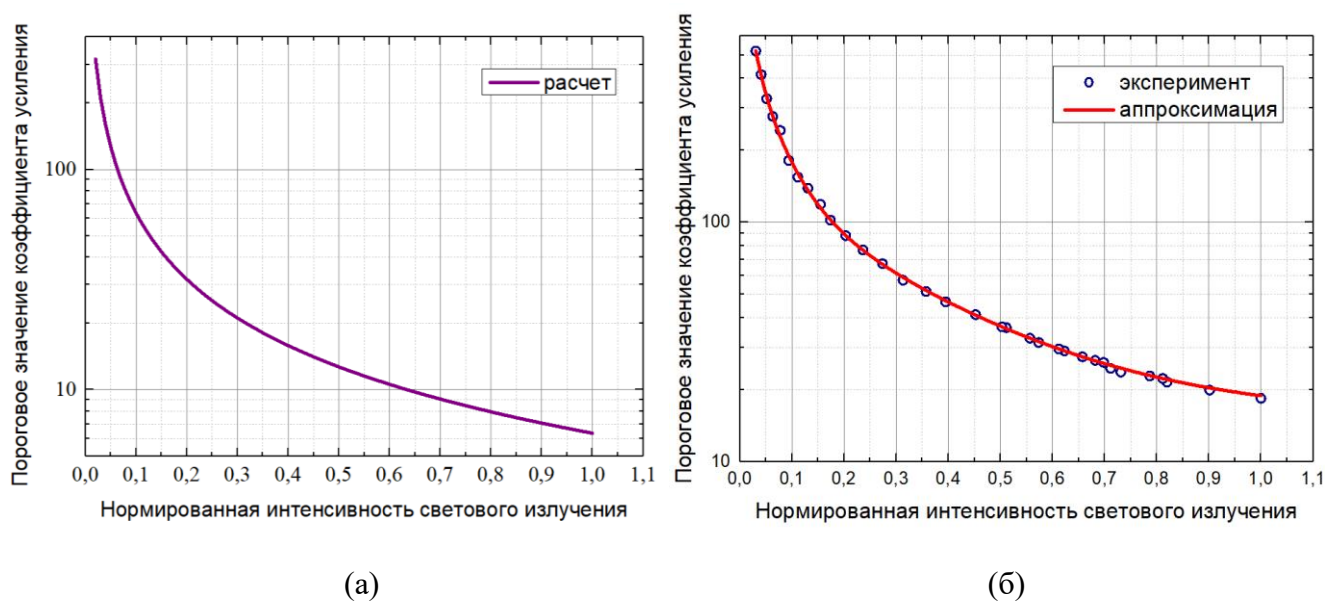 Пороговое значение коэффициента усиления
100
10
расчет
0,0 0,1 0,2 0,3 0,4 0,5 0,6 0,7 0,8 0,9 1,0 1,1
Нормированная интенсивность светового излучения
(а)
Пороговое значение коэффициента усиления
100
10
эксперимент
аппроксимация
0,0 0,1 0,2 0,3 0,4 0,5 0,6 0,7 0,8 0,9 1,0 1,1
Нормированная интенсивность светового излучения
(б)